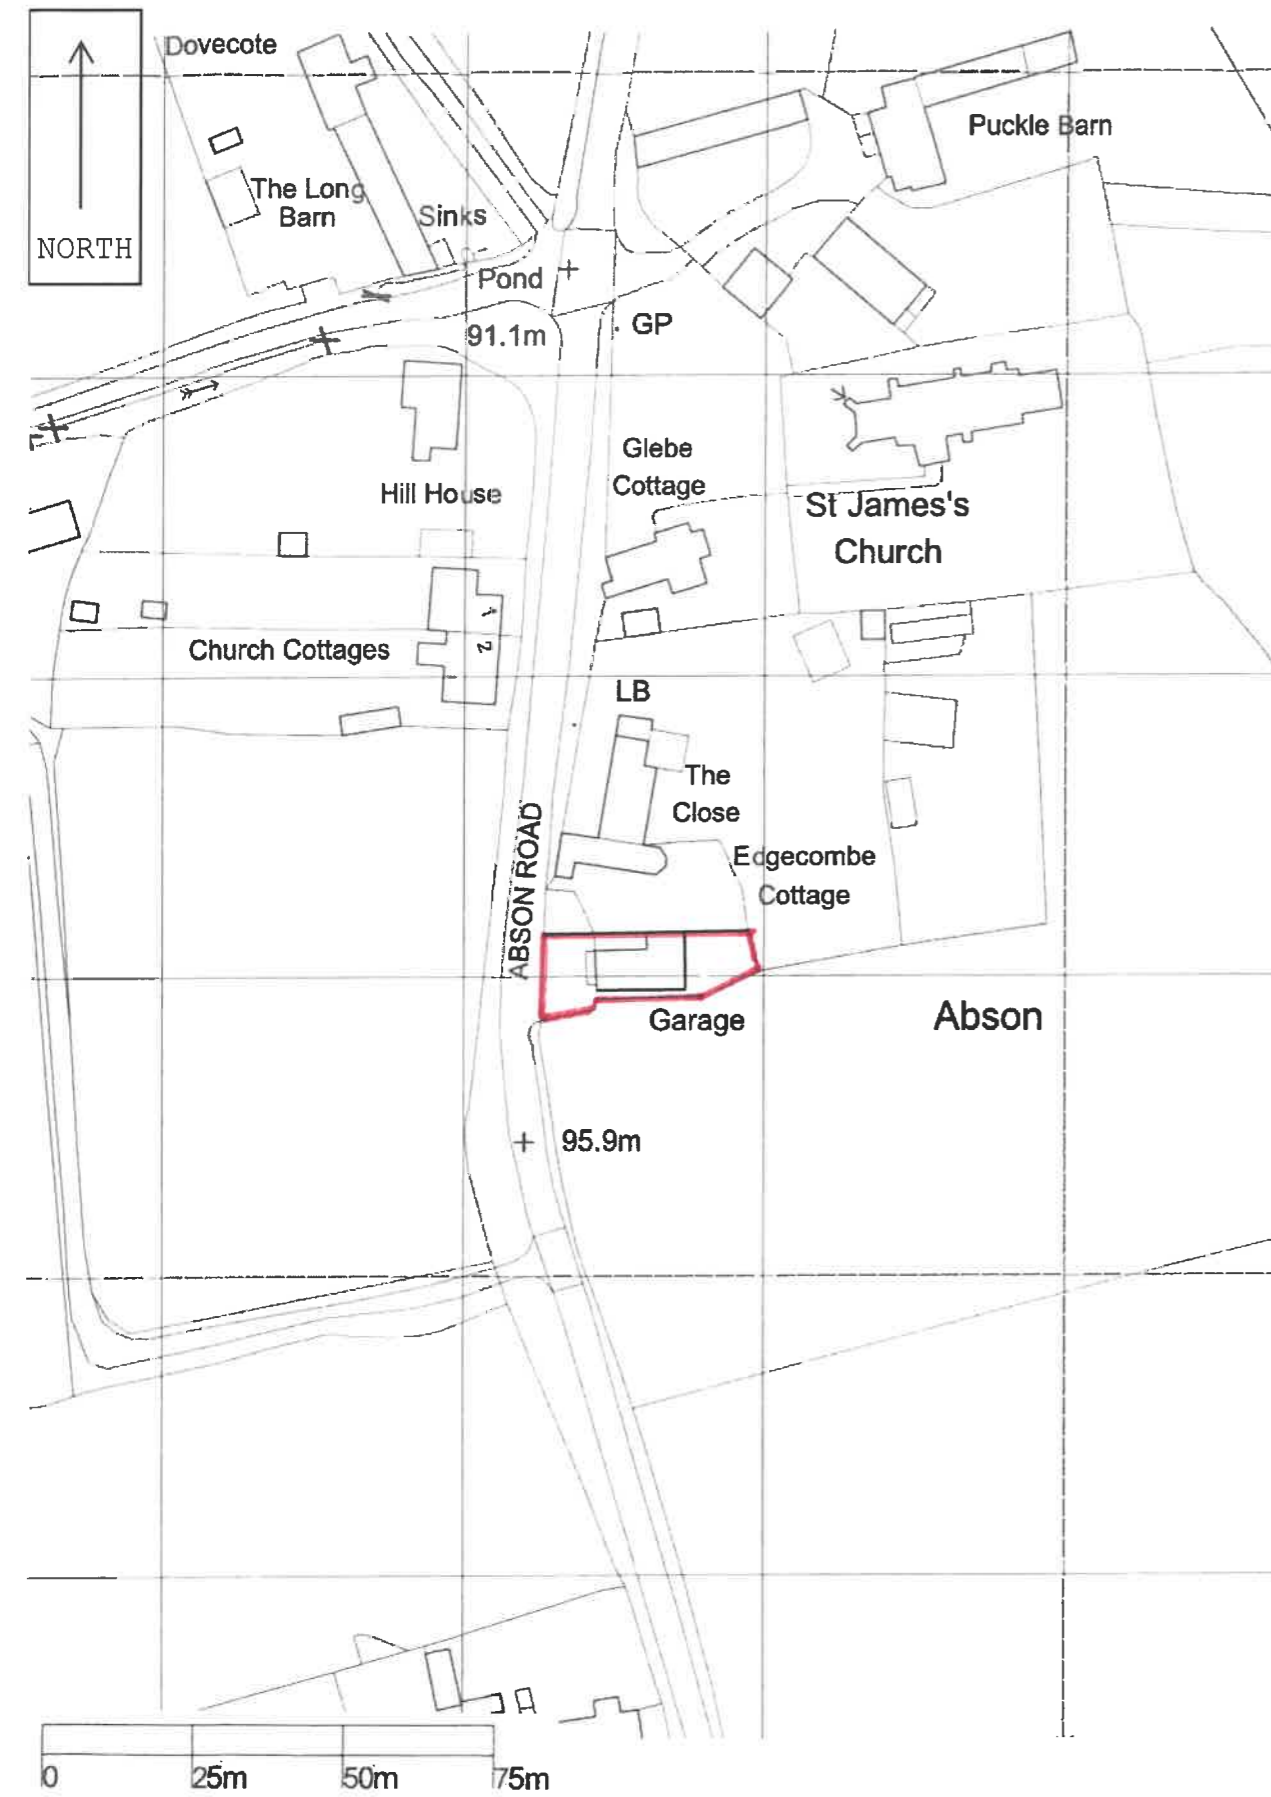 Dovecote
NORTH
Puckle Barn
The Long
Barn
Sinks
Pond
GP
91.1m
Glebe
Cottage
Hill House
St James's
Church
1
2
Church Cottages
LB
The
Close
ABSON ROAD
Edgecombe
Cottage
Garage
Abson
95.9m
0 25m 50m 75m